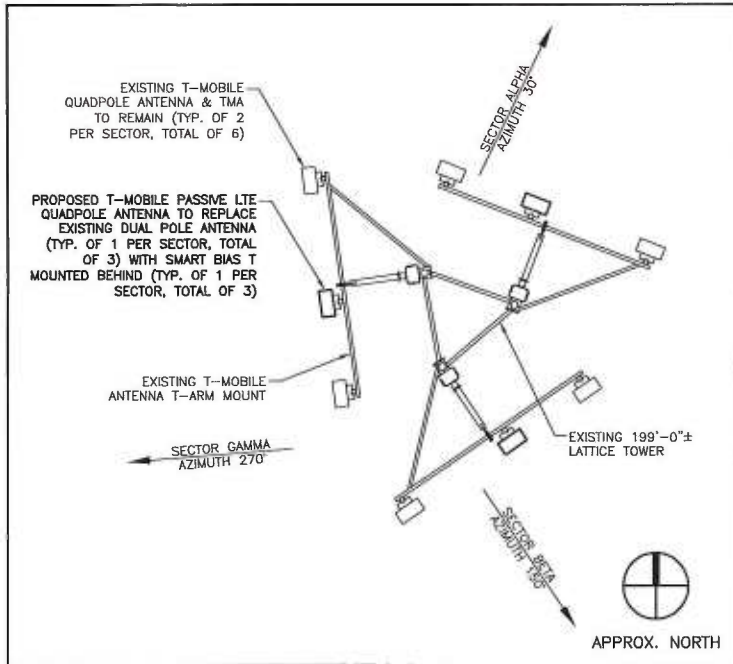 EXISTING T-MOBILE
QUADPOLE ANTENNA & TMA
TO REMAIN (TYP. OF 2
PER SECTOR, TOTAL OF 6)
SECTOR ALPHA
AZIMUTH 30°
PROPOSED T-MOBILE PASSIVE LTE
QUADPOLE ANTENNA TO REPLACE
EXISTING DUAL POLE ANTENNA
(TYP. OF 1 PER SECTOR, TOTAL
OF 3) WITH SMART BIAS T
MOUNTED BEHIND (TYP. OF 1 PER
SECTOR, TOTAL OF 3)
EXISTING T-MOBILE
ANTENNA T-ARM MOUNT
EXISTING 199'-0"±
LATTICE TOWER
SECTOR GAMMA
AZIMUTH 270°
SECTOR BETA
AZIMUTH 150°
APPROX. NORTH